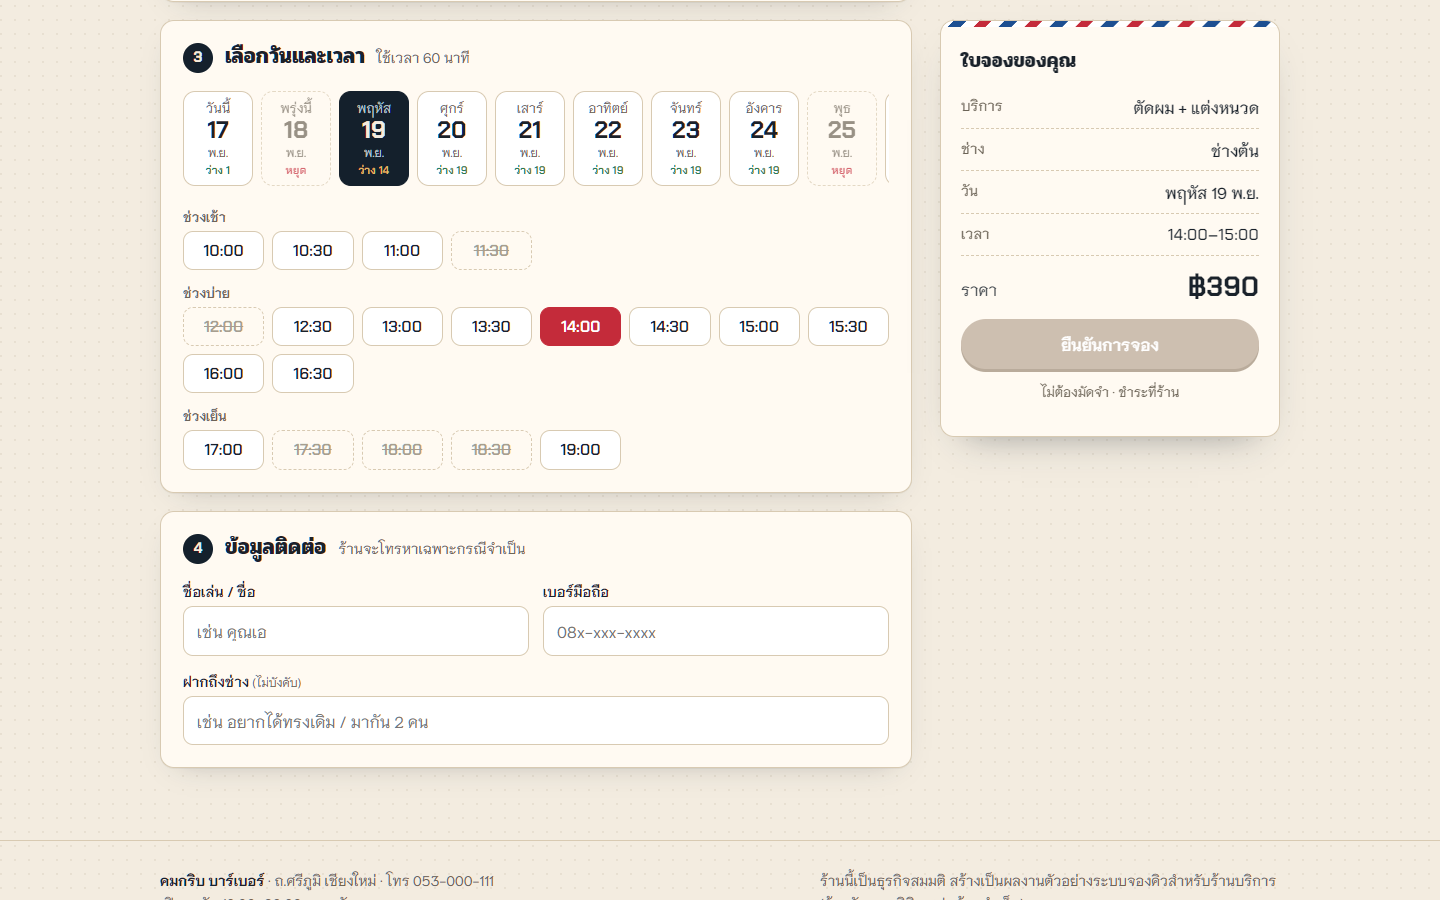 3 เลือกวันและเวลา ใช้เวลา 60 นาที
วันนี้ 17 พ.ย. ว่าง 1
พรุ่งนี้ 18 พ.ย. หยุด
พฤหัส 19 พ.ย. ว่าง 14
ศุกร์ 20 พ.ย. ว่าง 19
เสาร์ 21 พ.ย. ว่าง 19
อาทิตย์ 22 พ.ย. ว่าง 19
จันทร์ 23 พ.ย. ว่าง 19
อังคาร 24 พ.ย. ว่าง 19
พุธ 25 พ.ย. หยุด
ช่วงเช้า
10:00 10:30 11:00 11:30
ช่วงบ่าย
12:00 12:30 13:00 13:30 14:00 14:30 15:00 15:30
16:00 16:30
ช่วงเย็น
17:00 17:30 18:00 18:30 19:00
4 ข้อมูลติดต่อ ร้านจะโทรหาเฉพาะกรณีจำเป็น
ชื่อเล่น / ชื่อ
เช่น คุณเอ
เบอร์มือถือ
08x-xxx-xxxx
ฝากถึงช่าง (ไม่บังคับ)
เช่น อยากได้ทรงเดิม / มากัน 2 คน
ใบจองของคุณ
บริการ ตัดผม + แต่งหนวด
ช่าง ช่างต้น
วัน พฤหัส 19 พ.ย.
เวลา 14:00–15:00
ราคา ฿390
ยืนยันการจอง
ไม่ต้องมัดจำ · ชำระที่ร้าน
คมกริบ บาร์เบอร์ · ถ.ศรีภูมิ เชียงใหม่ · โทร 053-000-111
ร้านนี้เป็นธุรกิจสมมติ สร้างเป็นผลงานตัวอย่างระบบจองคิวสำหรับร้านบริการ